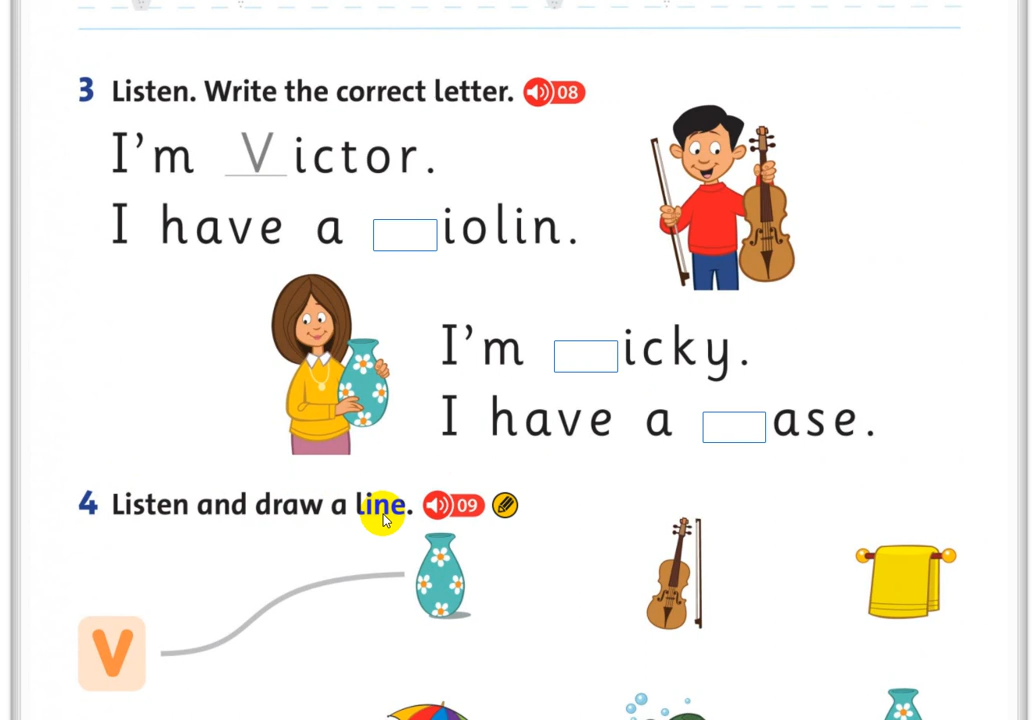 3 Listen. Write the correct letter. 08
I'm Victor.
I have a iolin.
I'm icky.
I have a ase.
4 Listen and draw a line. 09
V